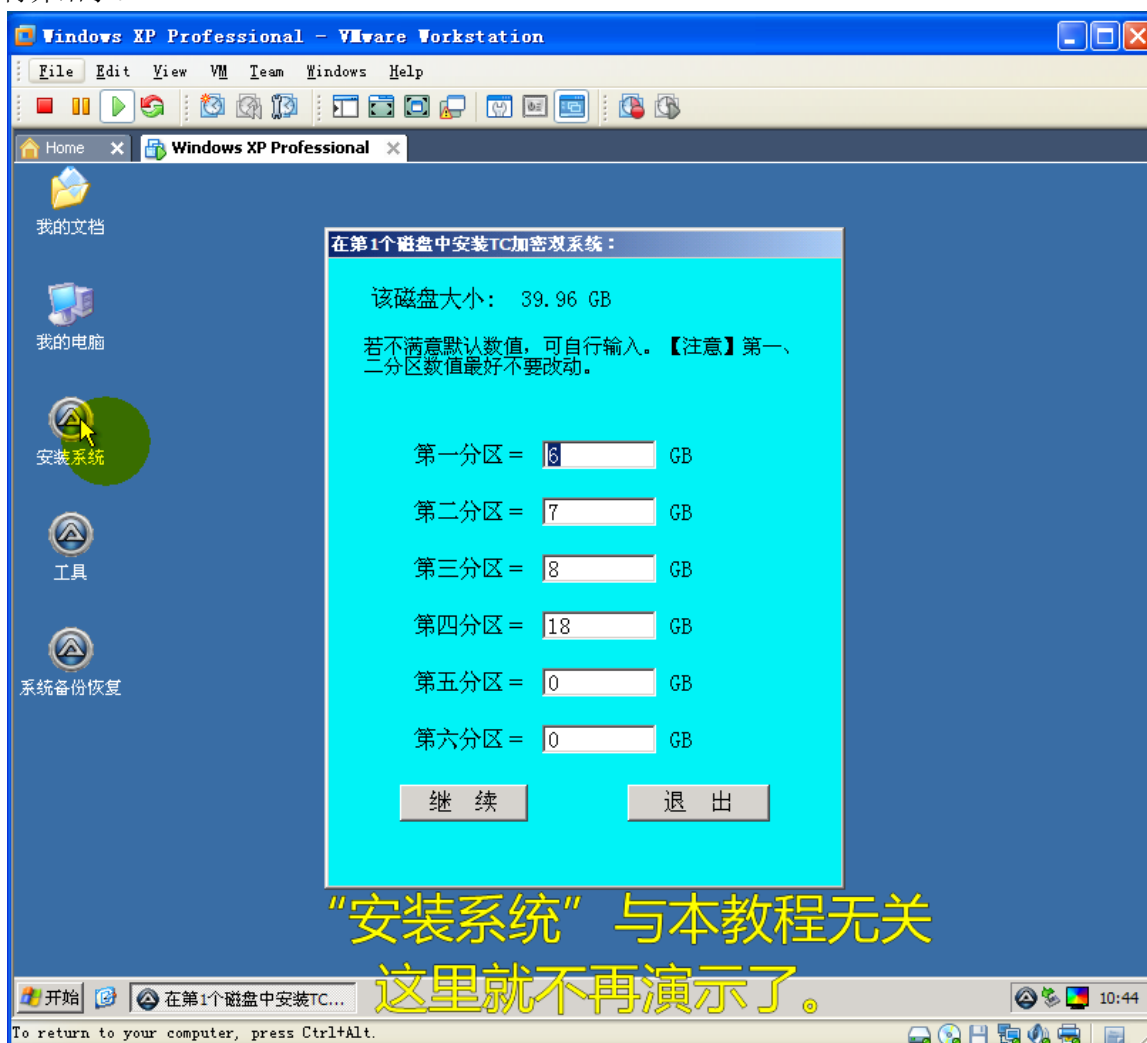 Windows XP Professional - VMware Workstation
File Edit View VM Team Windows Help
Home Windows XP Professional
我的文档
我的电脑
安装系统
工具
系统备份恢复
在第1个磁盘中安装TC加密双系统：
该磁盘大小： 39.96 GB
若不满意默认数值，可自行输入。【注意】第一、
二分区数值最好不要改动。
第一分区＝ 6 GB
第二分区＝ 7 GB
第三分区＝ 8 GB
第四分区＝ 18 GB
第五分区＝ 0 GB
第六分区＝ 0 GB
继 续 退 出
“安装系统”与本教程无关
这里就不再演示了。
开始 在第1个磁盘中安装TC... 10:44
To return to your computer, press Ctrl+Alt.